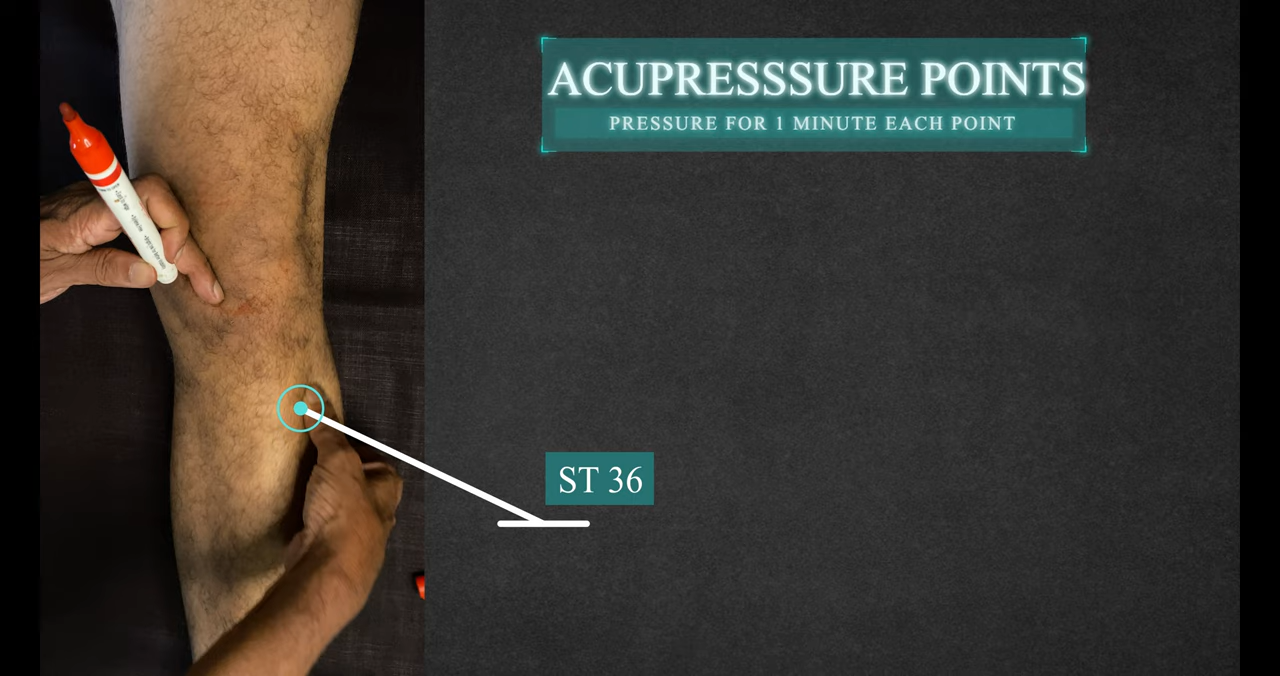 ACUPRESSSURE POINTS
PRESSURE FOR 1 MINUTE EACH POINT
ST 36